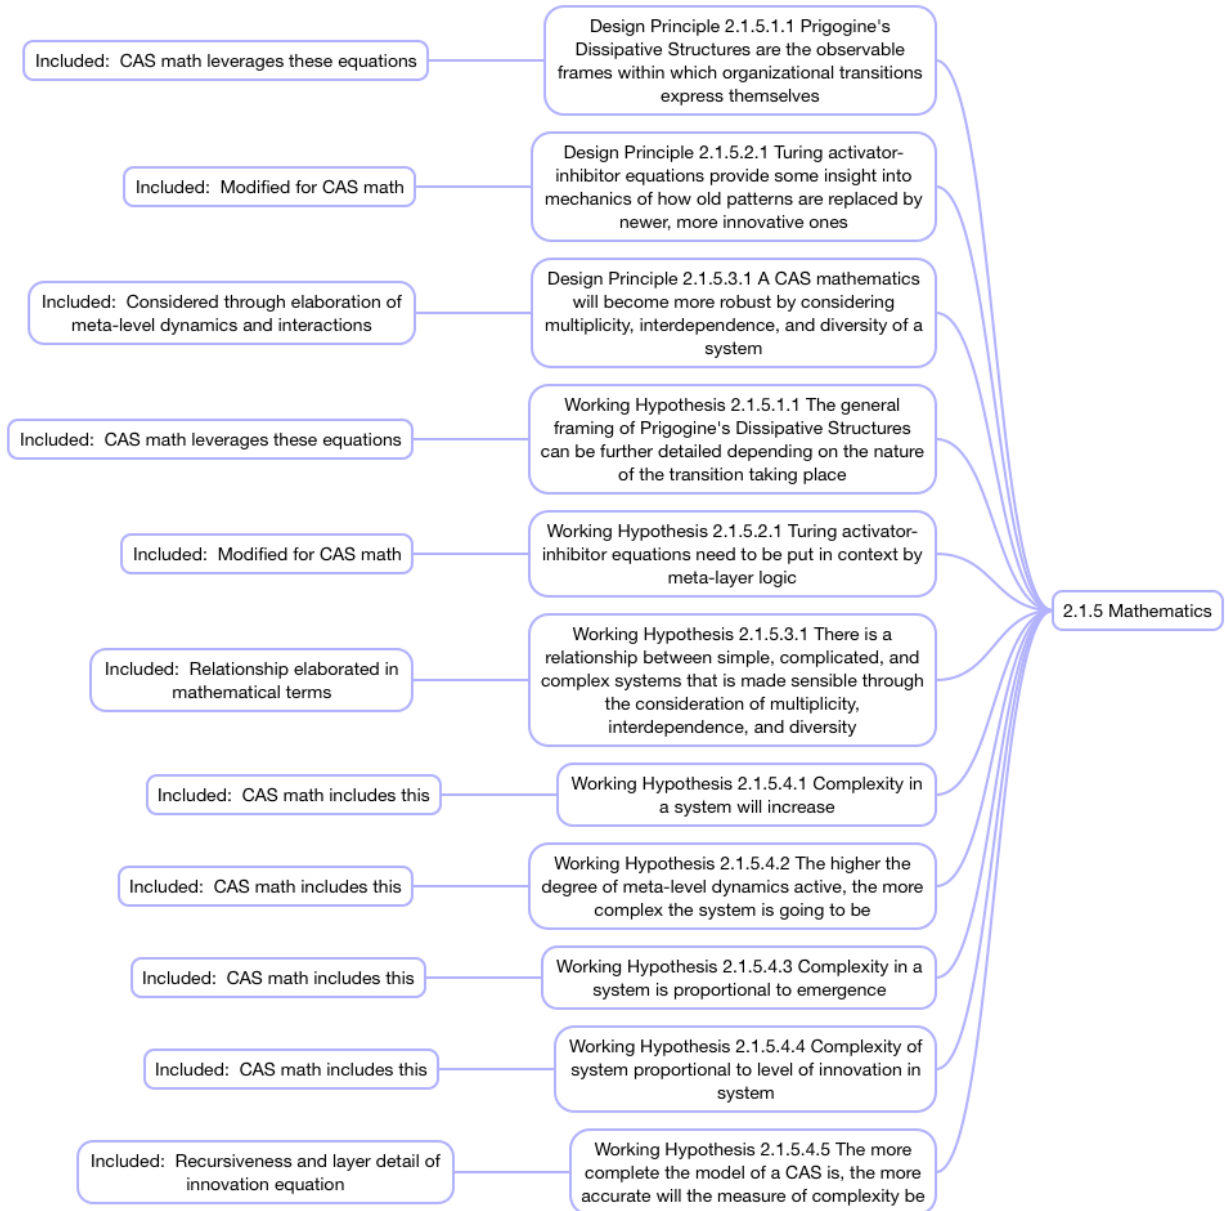 Included:  CAS math leverages these equations
Design Principle 2.1.5.1.1 Prigogine's
Dissipative Structures are the observable
frames within which organizational transitions
express themselves
Included:  Modified for CAS math
Design Principle 2.1.5.2.1 Turing activator-
inhibitor equations provide some insight into
mechanics of how old patterns are replaced by
newer, more innovative ones
Included:  Considered through elaboration of
meta-level dynamics and interactions
Design Principle 2.1.5.3.1 A CAS mathematics
will become more robust by considering
multiplicity, interdependence, and diversity of a
system
Included:  CAS math leverages these equations
Working Hypothesis 2.1.5.1.1 The general
framing of Prigogine's Dissipative Structures
can be further detailed depending on the nature
of the transition taking place
Included:  Modified for CAS math
Working Hypothesis 2.1.5.2.1 Turing activator-
inhibitor equations need to be put in context by
meta-layer logic
2.1.5 Mathematics
Included:  Relationship elaborated in
mathematical terms
Working Hypothesis 2.1.5.3.1 There is a
relationship between simple, complicated, and
complex systems that is made sensible through
the consideration of multiplicity,
interdependence, and diversity
Included:  CAS math includes this
Working Hypothesis 2.1.5.4.1 Complexity in
a system will increase
Included:  CAS math includes this
Working Hypothesis 2.1.5.4.2 The higher the
degree of meta-level dynamics active, the more
complex the system is going to be
Included:  CAS math includes this
Working Hypothesis 2.1.5.4.3 Complexity in a
system is proportional to emergence
Included:  CAS math includes this
Working Hypothesis 2.1.5.4.4 Complexity of
system proportional to level of innovation in
system
Included:  Recursiveness and layer detail of
innovation equation
Working Hypothesis 2.1.5.4.5 The more
complete the model of a CAS is, the more
accurate will the measure of complexity be